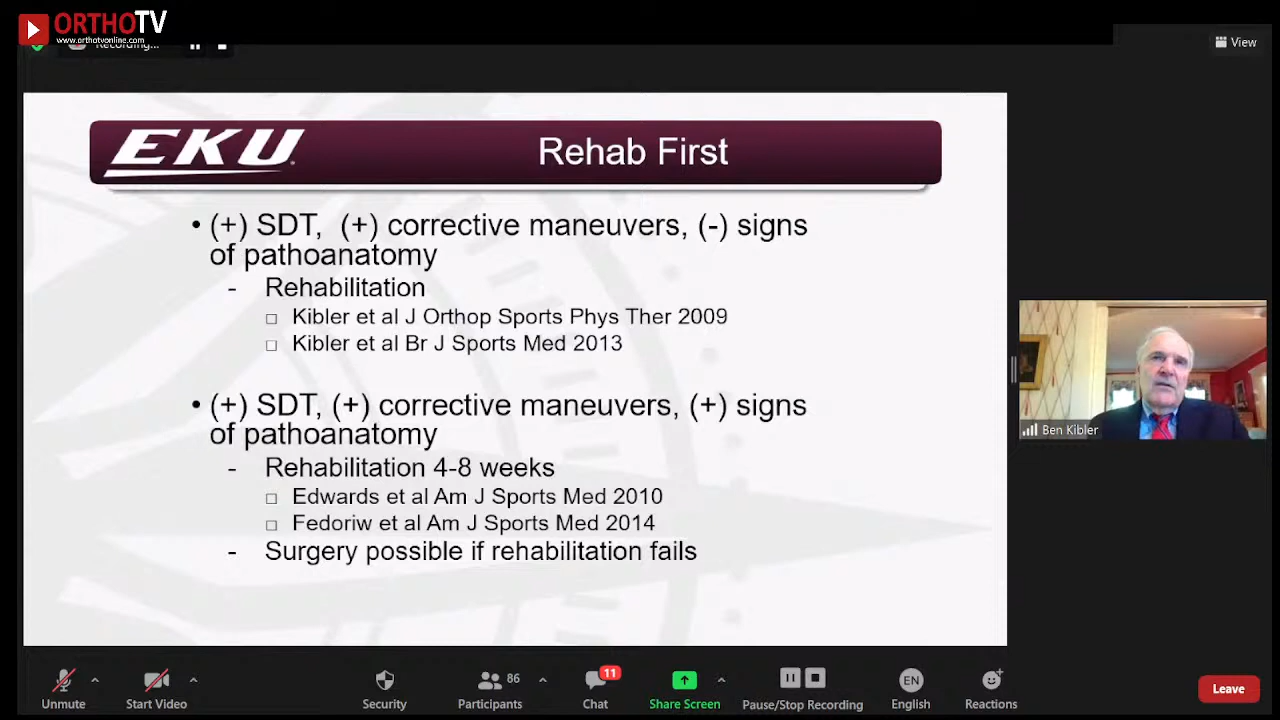 ORTHOTV
www.orthotvonline.com
Recording...
View
EKU
Rehab First
• (+) SDT, (+) corrective maneuvers, (-) signs
of pathoanatomy
- Rehabilitation
□ Kibler et al J Orthop Sports Phys Ther 2009
□ Kibler et al Br J Sports Med 2013
• (+) SDT, (+) corrective maneuvers, (+) signs
of pathoanatomy
- Rehabilitation 4-8 weeks
□ Edwards et al Am J Sports Med 2010
□ Fedoriw et al Am J Sports Med 2014
- Surgery possible if rehabilitation fails
Ben Kibler
86
11
EN
Unmute
Start Video
Security
Participants
Chat
Share Screen
Pause/Stop Recording
English
Reactions
Leave